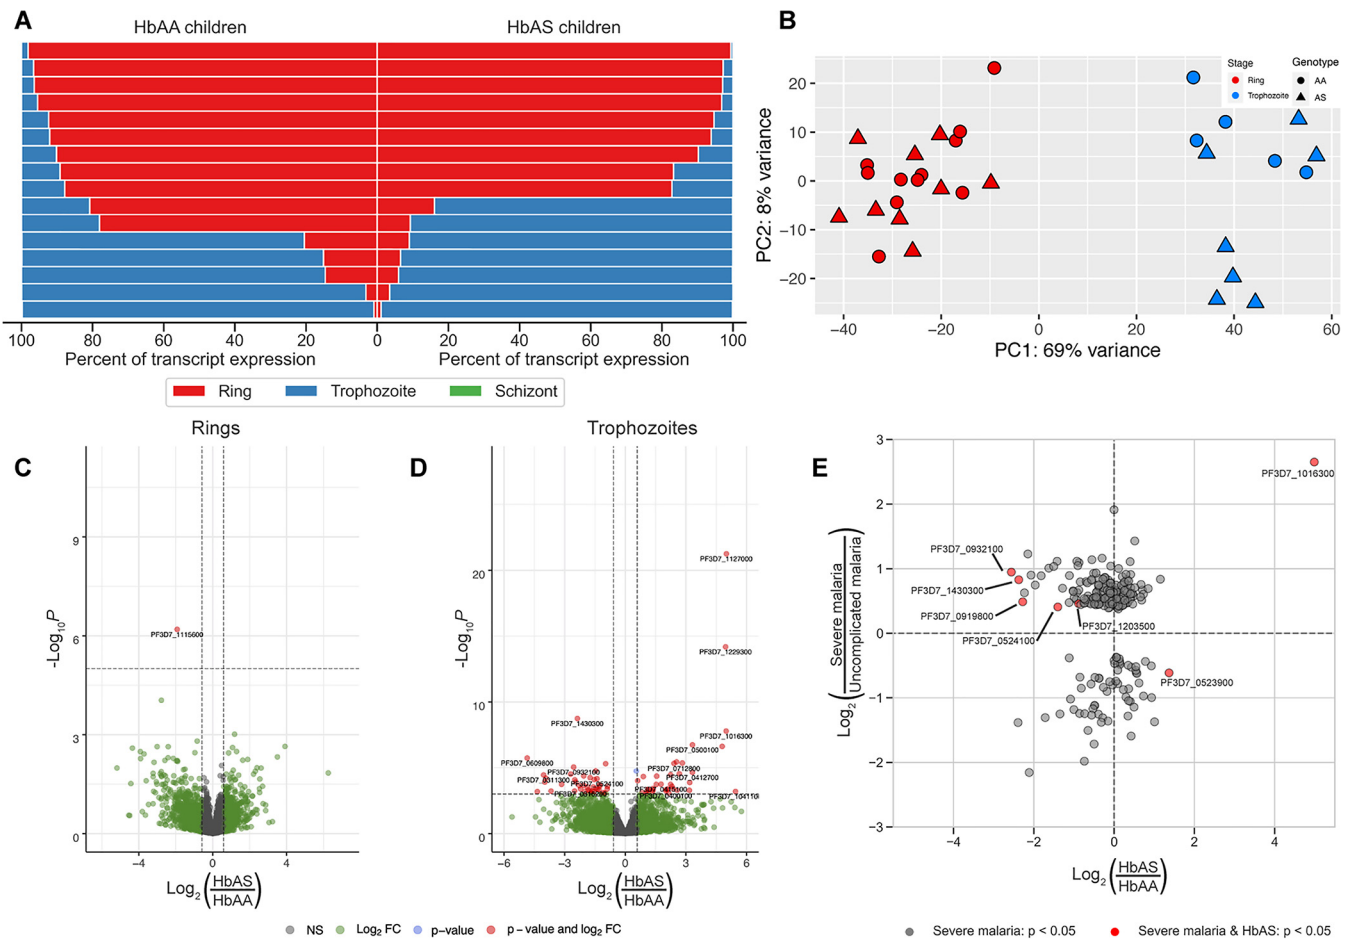 A
HbAA children
HbAS children
100
80
60
40
20
0
20
40
60
80
100
Percent of transcript expression
Percent of transcript expression
Ring
Trophozoite
Schizont
B
Stage
Ring
Trophozoite
Genotype
AA
AS
PC2: 8% variance
20
10
0
−10
−20
−40
−20
0
20
40
60
PC1: 69% variance
C
Rings
-Log10P
9
6
3
0
PF3D7_1115600
−4
0
4
Log2(HbAS/HbAA)
D
Trophozoites
-Log10P
20
10
0
PF3D7_1127000
PF3D7_1229300
PF3D7_1430300
PF3D7_1016300
PF3D7_0500100
PF3D7_0609800
PF3D7_0712800
PF3D7_0932100
PF3D7_0311300
PF3D7_0412700
PF3D7_0524100
PF3D7_0400100
−6
−3
0
3
6
Log2(HbAS/HbAA)
NS
Log2 FC
p−value
p − value and log2 FC
E
Log2(Severe malaria/Uncomplicated malaria)
3
2
1
0
−1
−2
−3
PF3D7_1016300
PF3D7_0932100
PF3D7_1430300
PF3D7_0919800
PF3D7_0524100
PF3D7_1203500
PF3D7_0523900
−4
−2
0
2
4
Log2(HbAS/HbAA)
Severe malaria: p < 0.05
Severe malaria & HbAS: p < 0.05